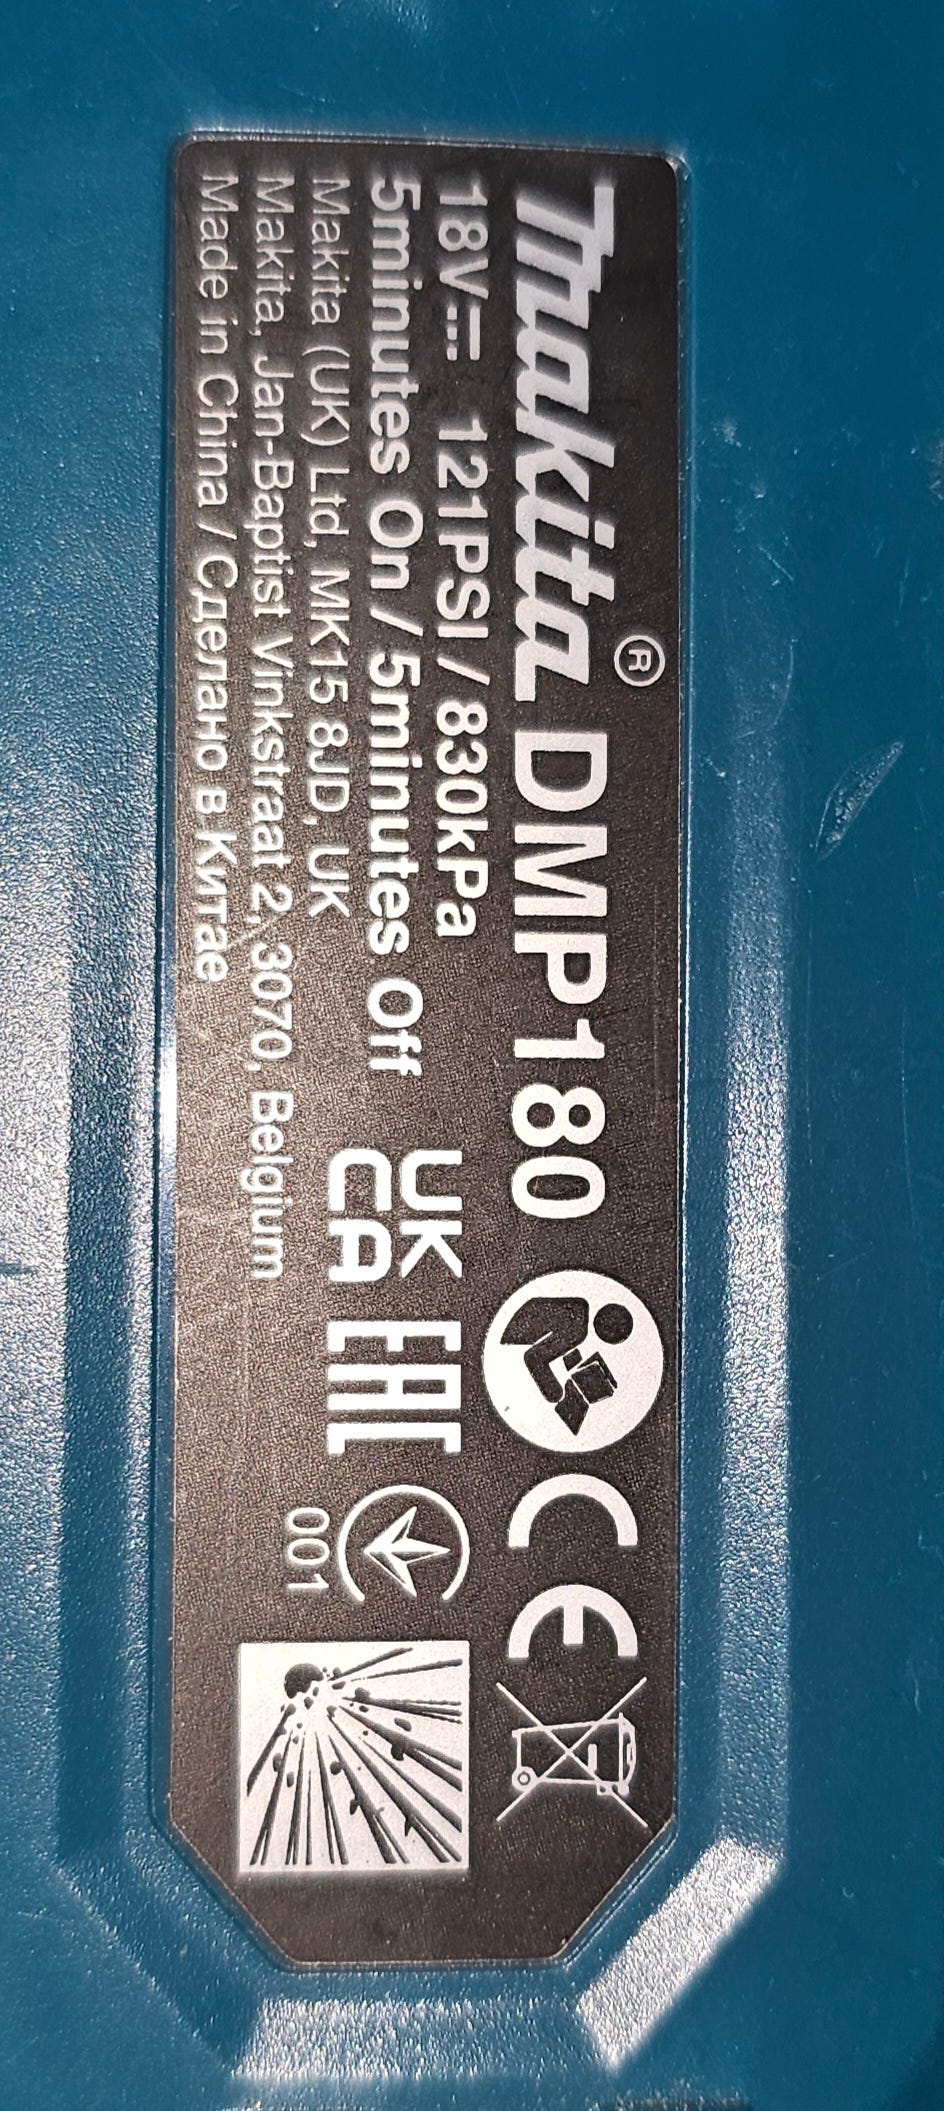 makita® DMP180 CE
18V⎓ 121PSI / 830kPa
5minutes On / 5minutes Off
UK CA
EAC
Makita (UK) Ltd, MK15 8JD, UK
001
Makita, Jan-Baptist Vinkstraat 2, 3070, Belgium
Made in China / Сделано в Китае